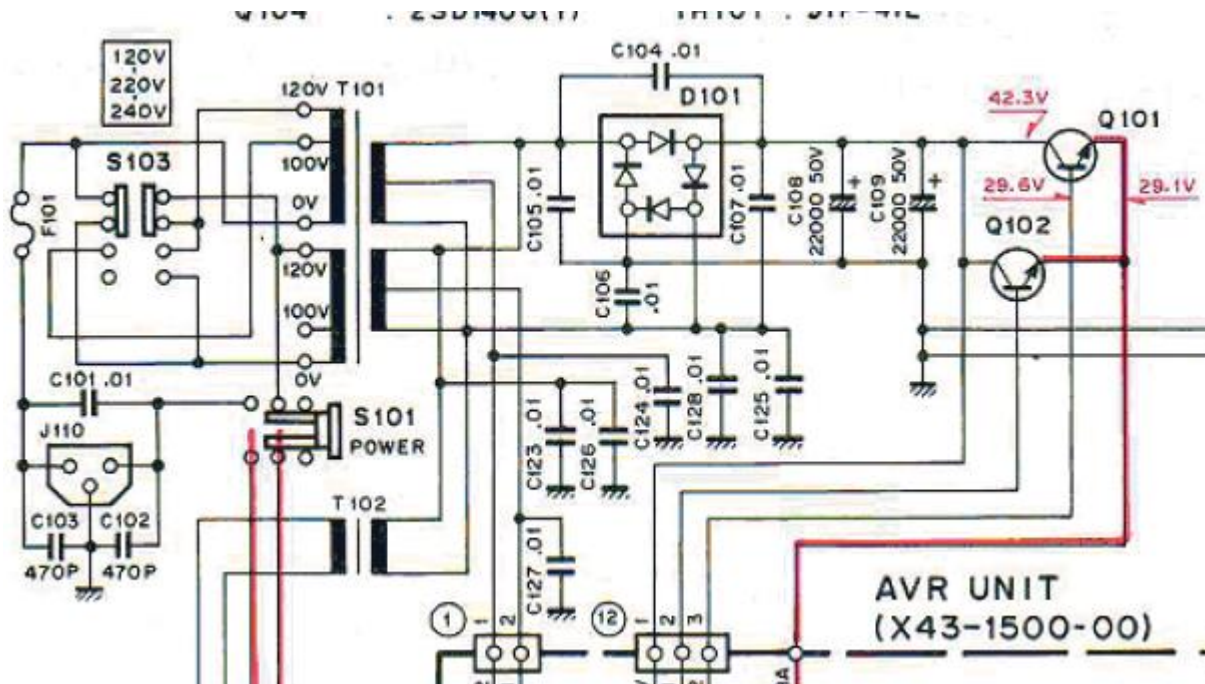 120V
220V
240V
S103
F101
120V T101
100V
0V
120V
100V
0V
C104 .01
D101
C105 .01
C106 .01
C107 .01
C108 22000 50V
C109 22000 50V
+
+
42.3V
Q101
29.6V
29.1V
Q102
C101 .01
J110
C103
470P
C102
470P
S101
POWER
T102
C123 .01
C126 .01
C124 .01
C128 .01
C125 .01
C127 .01
1
1 2
12
1 2 3
AVR UNIT
(X43-1500-00)